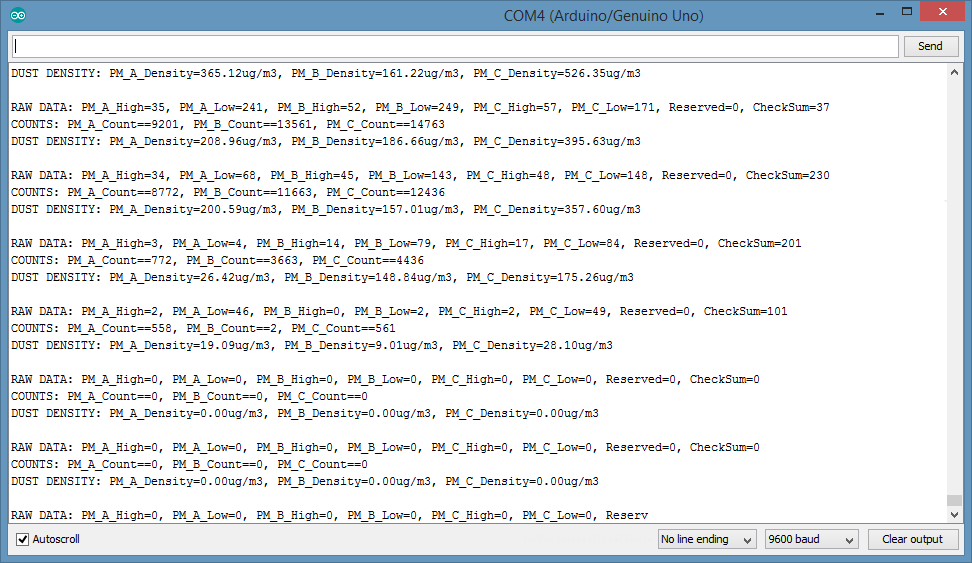 COM4 (Arduino/Genuino Uno)
Send
DUST DENSITY: PM_A_Density=365.12ug/m3, PM_B_Density=161.22ug/m3, PM_C_Density=526.35ug/m3
RAW DATA: PM_A_High=35, PM_A_Low=241, PM_B_High=52, PM_B_Low=249, PM_C_High=57, PM_C_Low=171, Reserved=0, CheckSum=37
COUNTS: PM_A_Count==9201, PM_B_Count==13561, PM_C_Count==14763
DUST DENSITY: PM_A_Density=208.96ug/m3, PM_B_Density=186.66ug/m3, PM_C_Density=395.63ug/m3
RAW DATA: PM_A_High=34, PM_A_Low=68, PM_B_High=45, PM_B_Low=143, PM_C_High=48, PM_C_Low=148, Reserved=0, CheckSum=230
COUNTS: PM_A_Count==8772, PM_B_Count==11663, PM_C_Count==12436
DUST DENSITY: PM_A_Density=200.59ug/m3, PM_B_Density=157.01ug/m3, PM_C_Density=357.60ug/m3
RAW DATA: PM_A_High=3, PM_A_Low=4, PM_B_High=14, PM_B_Low=79, PM_C_High=17, PM_C_Low=84, Reserved=0, CheckSum=201
COUNTS: PM_A_Count==772, PM_B_Count==3663, PM_C_Count==4436
DUST DENSITY: PM_A_Density=26.42ug/m3, PM_B_Density=148.84ug/m3, PM_C_Density=175.26ug/m3
RAW DATA: PM_A_High=2, PM_A_Low=46, PM_B_High=0, PM_B_Low=2, PM_C_High=2, PM_C_Low=49, Reserved=0, CheckSum=101
COUNTS: PM_A_Count==558, PM_B_Count==2, PM_C_Count==561
DUST DENSITY: PM_A_Density=19.09ug/m3, PM_B_Density=9.01ug/m3, PM_C_Density=28.10ug/m3
RAW DATA: PM_A_High=0, PM_A_Low=0, PM_B_High=0, PM_B_Low=0, PM_C_High=0, PM_C_Low=0, Reserved=0, CheckSum=0
COUNTS: PM_A_Count==0, PM_B_Count==0, PM_C_Count==0
DUST DENSITY: PM_A_Density=0.00ug/m3, PM_B_Density=0.00ug/m3, PM_C_Density=0.00ug/m3
RAW DATA: PM_A_High=0, PM_A_Low=0, PM_B_High=0, PM_B_Low=0, PM_C_High=0, PM_C_Low=0, Reserved=0, CheckSum=0
COUNTS: PM_A_Count==0, PM_B_Count==0, PM_C_Count==0
DUST DENSITY: PM_A_Density=0.00ug/m3, PM_B_Density=0.00ug/m3, PM_C_Density=0.00ug/m3
RAW DATA: PM_A_High=0, PM_A_Low=0, PM_B_High=0, PM_B_Low=0, PM_C_High=0, PM_C_Low=0, Reserv
Autoscroll
No line ending
9600 baud
Clear output